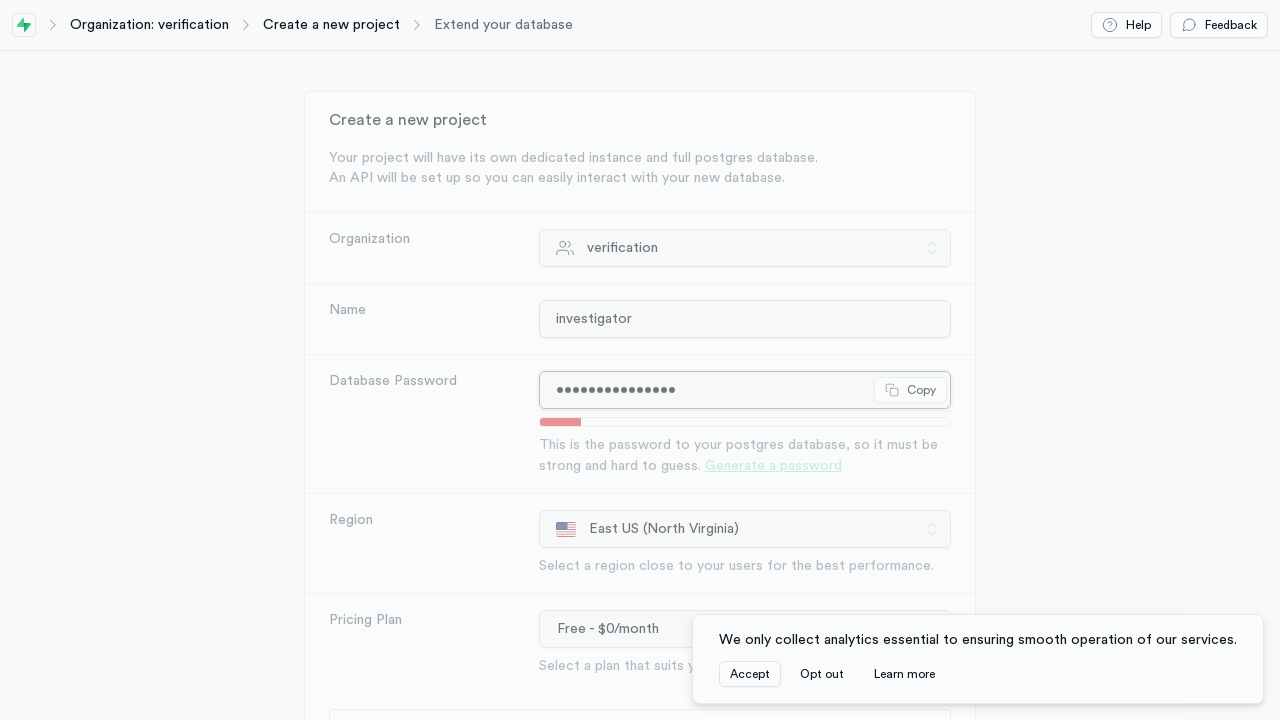 Organization: verification
Create a new project
Extend your database
Help
Feedback
Create a new project
Your project will have its own dedicated instance and full postgres database.
An API will be set up so you can easily interact with your new database.
Organization
verification
Name
investigator
Database Password
•••••••••••••••
Copy
This is the password to your postgres database, so it must be
strong and hard to guess. Generate a password
Region
East US (North Virginia)
Select a region close to your users for the best performance.
Pricing Plan
Free - $0/month
Select a plan that suits
We only collect analytics essential to ensuring smooth operation of our services.
Accept
Opt out
Learn more